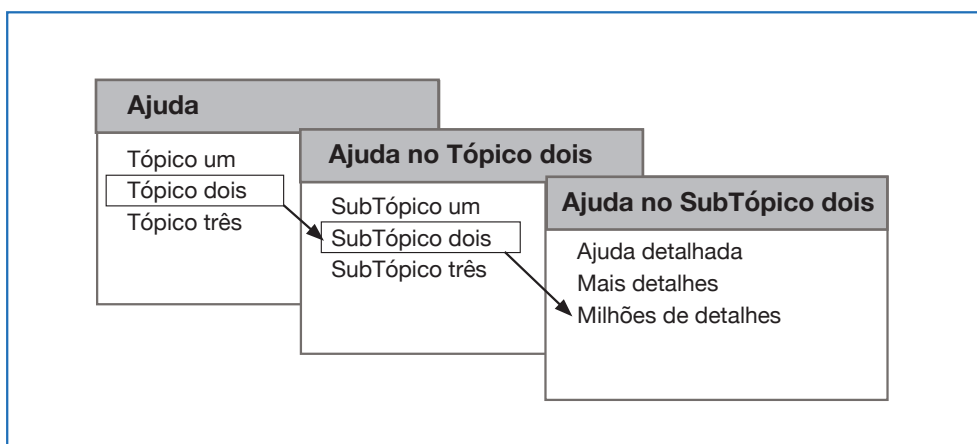 Ajuda
Tópico um
Tópico dois
Tópico três
Ajuda no Tópico dois
SubTópico um
SubTópico dois
SubTópico três
Ajuda no SubTópico dois
Ajuda detalhada
Mais detalhes
Milhões de detalhes